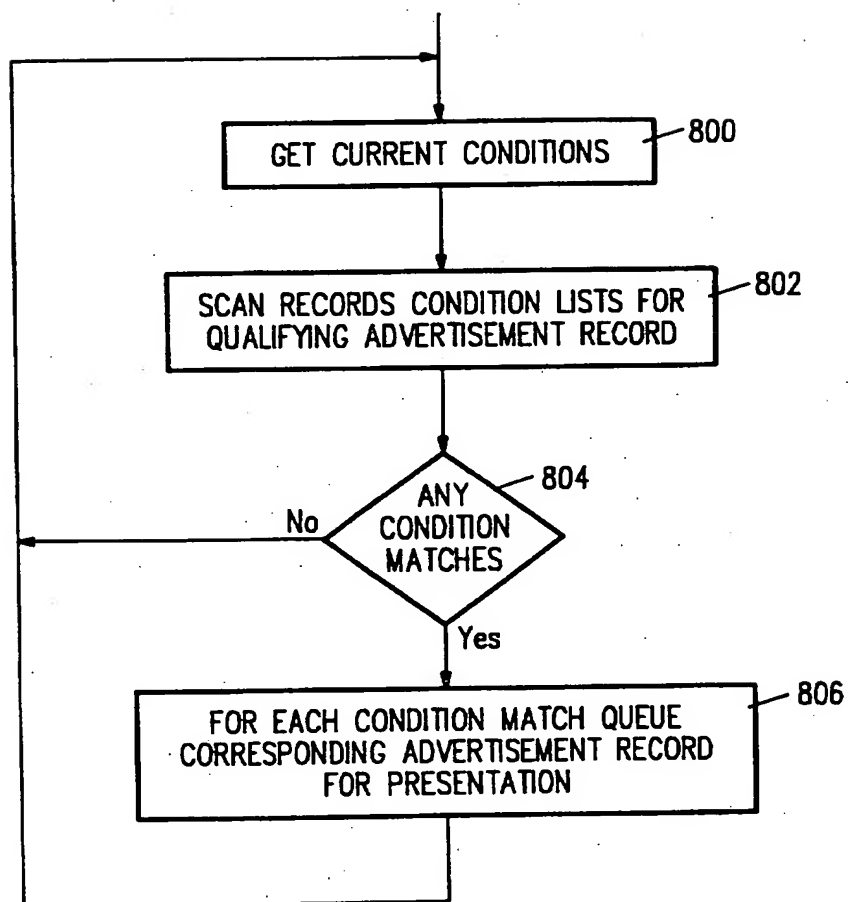 GET CURRENT CONDITIONS
800
SCAN RECORDS CONDITION LISTS FOR
QUALIFYING ADVERTISEMENT RECORD
802
ANY
CONDITION
MATCHES
804
No
Yes
FOR EACH CONDITION MATCH QUEUE
CORRESPONDING ADVERTISEMENT RECORD
FOR PRESENTATION
806